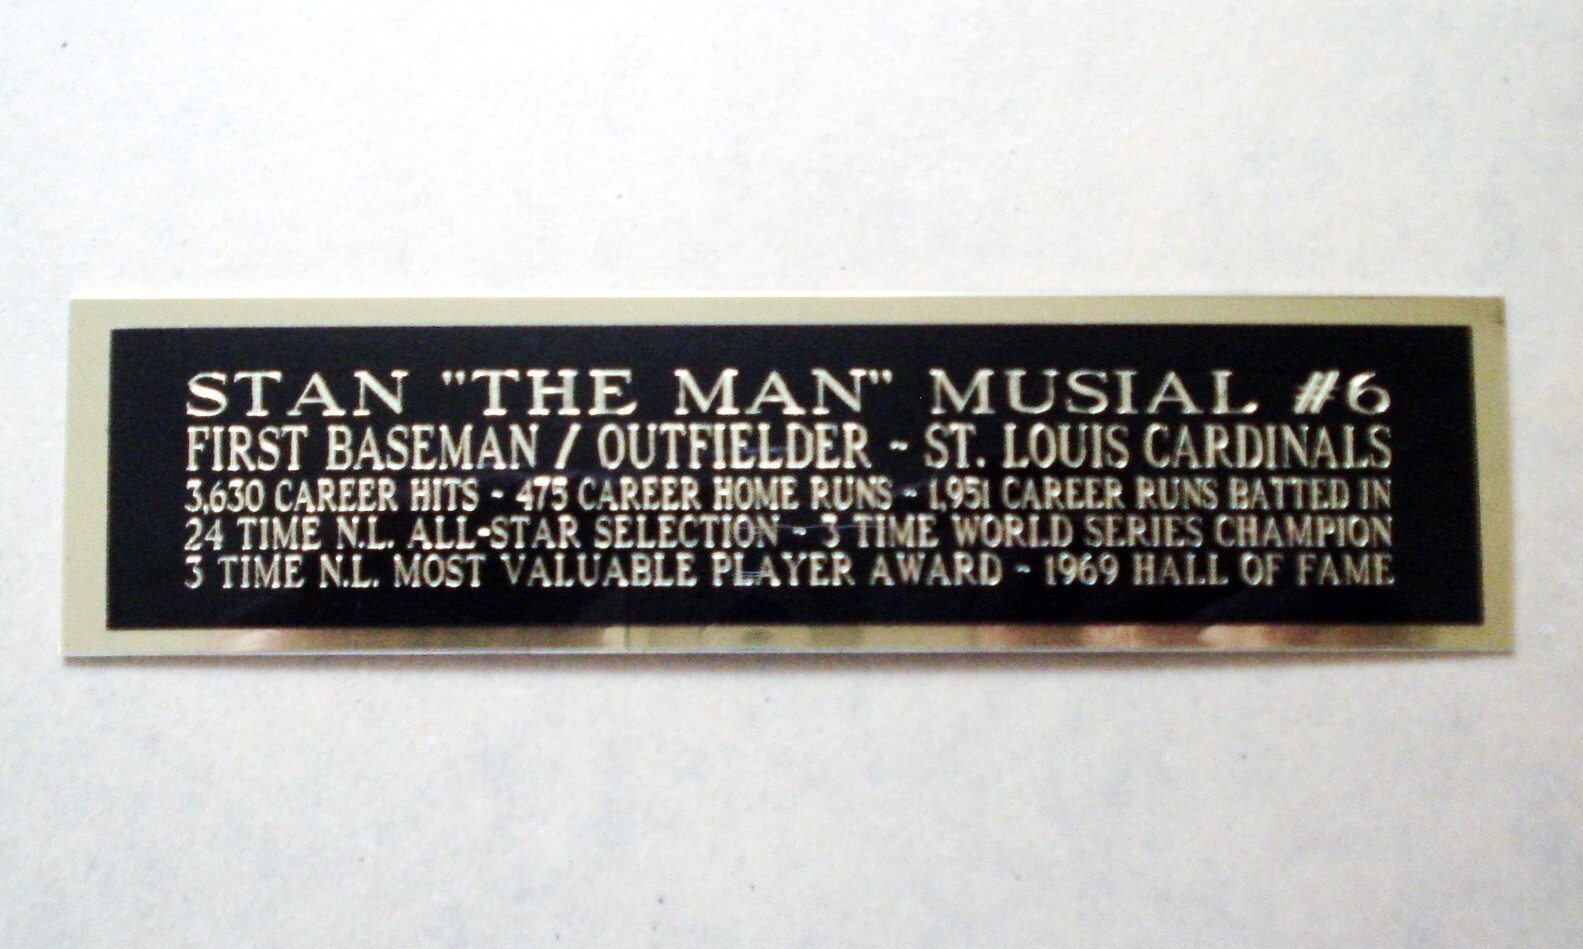 STAN "THE MAN" MUSIAL #6
FIRST BASEMAN / OUTFIELDER ~ ST. LOUIS CARDINALS
3,630 CAREER HITS ~ 475 CAREER HOME RUNS ~ 1,951 CAREER RUNS BATTED IN
24 TIME N.L. ALL-STAR SELECTION ~ 3 TIME WORLD SERIES CHAMPION
3 TIME N.L. MOST VALUABLE PLAYER AWARD ~ 1969 HALL OF FAME